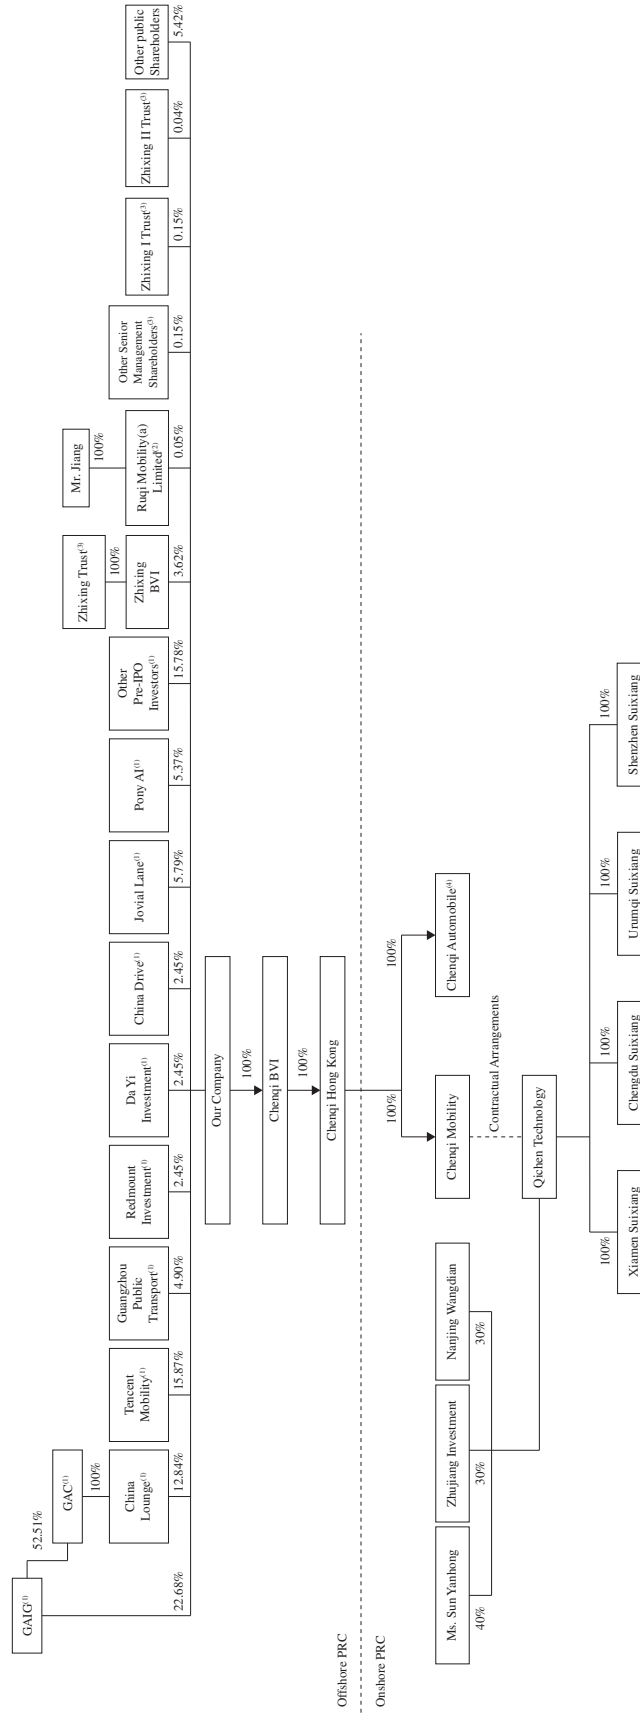 GAIG(1)
52.51%
GAC(1)
100%
Zhixing Trust(3)
100%
Mr. Jiang
100%
22.68%
China
Lounge(1)
12.84%
Tencent
Mobility(1)
15.87%
Guangzhou
Public
Transport(1)
4.90%
Redmount
Investment(1)
2.45%
Da Yi
Investment(1)
2.45%
China Drive(1)
2.45%
Jovial Lane(1)
5.79%
Pony AI(1)
5.37%
Other
Pre-IPO
Investors(1)
15.78%
Zhixing
BVI
3.62%
Ruqi Mobility(a)
Limited(2)
0.05%
Other Senior
Management
Shareholders(3)
0.15%
Zhixing I Trust(3)
0.15%
Zhixing II Trust(3)
0.04%
Other public
Shareholders
5.42%
Our Company
100%
Chenqi BVI
100%
Chenqi Hong Kong
Offshore PRC
Onshore PRC
100%
100%
Ms. Sun Yanhong
40%
Zhujiang Investment
30%
Nanjing Wangdian
30%
Chenqi Mobility
Chenqi Automobile(4)
Contractual Arrangements
Qichen Technology
100%
100%
100%
100%
Xiamen Suixiang
Chengdu Suixiang
Urumqi Suixiang
Shenzhen Suixiang